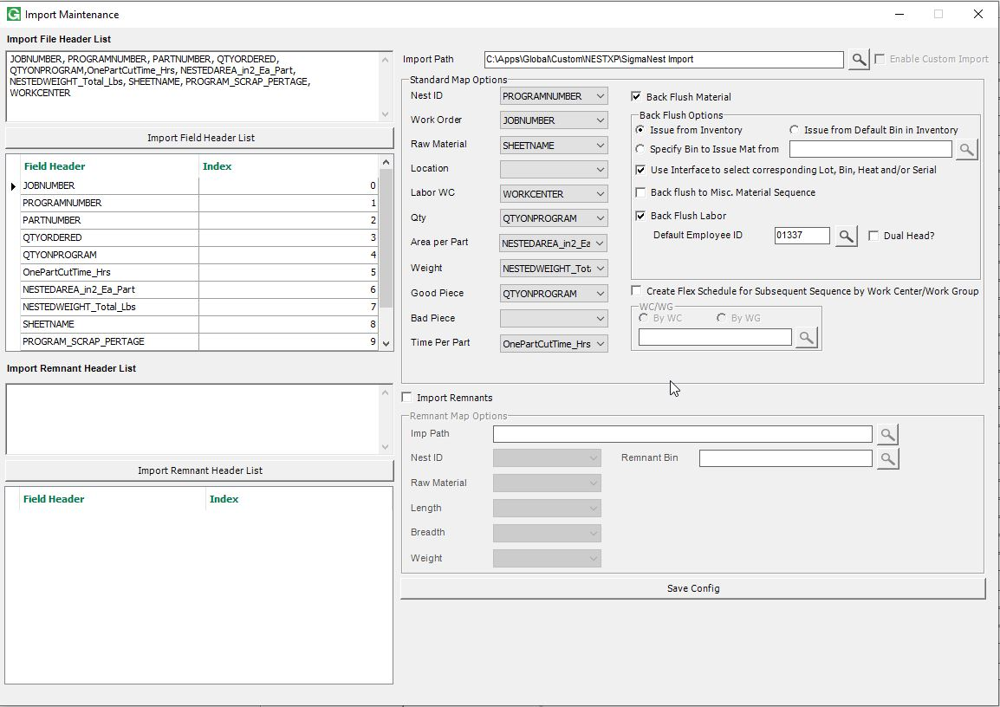 Import Maintenance
Import File Header List
JOBNUMBER, PROGRAMNUMBER, PARTNUMBER, QTYORDERED,
QTYONPROGRAM,OnePartCutTime_Hrs, NESTEDAREA_in2_Ea_Part,
NESTEDWEIGHT_Total_Lbs, SHEETNAME, PROGRAM_SCRAP_PERTAGE,
WORKCENTER
Import Field Header List
Field Header Index
JOBNUMBER 0
PROGRAMNUMBER 1
PARTNUMBER 2
QTYORDERED 3
QTYONPROGRAM 4
OnePartCutTime_Hrs 5
NESTEDAREA_in2_Ea_Part 6
NESTEDWEIGHT_Total_Lbs 7
SHEETNAME 8
PROGRAM_SCRAP_PERTAGE 9
Import Remnant Header List
Import Remnant Header List
Field Header Index
Import Path C:\Apps\Global\Custom\NESTXP\SigmaNest Import Enable Custom Import
Standard Map Options
Nest ID PROGRAMNUMBER
Work Order JOBNUMBER
Raw Material SHEETNAME
Location
Labor WC WORKCENTER
Qty QTYONPROGRAM
Area per Part NESTEDAREA_in2_Ea
Weight NESTEDWEIGHT_Tot
Good Piece QTYONPROGRAM
Bad Piece
Time Per Part OnePartCutTime_Hrs
Back Flush Material
Back Flush Options
Issue from Inventory Issue from Default Bin in Inventory
Specify Bin to Issue Mat from
Use Interface to select corresponding Lot, Bin, Heat and/or Serial
Back flush to Misc. Material Sequence
Back Flush Labor
Default Employee ID 01337 Dual Head?
Create Flex Schedule for Subsequent Sequence by Work Center/Work Group
WC/WG
By WC By WG
Import Remnants
Remnant Map Options
Imp Path
Nest ID Remnant Bin
Raw Material
Length
Breadth
Weight
Save Config